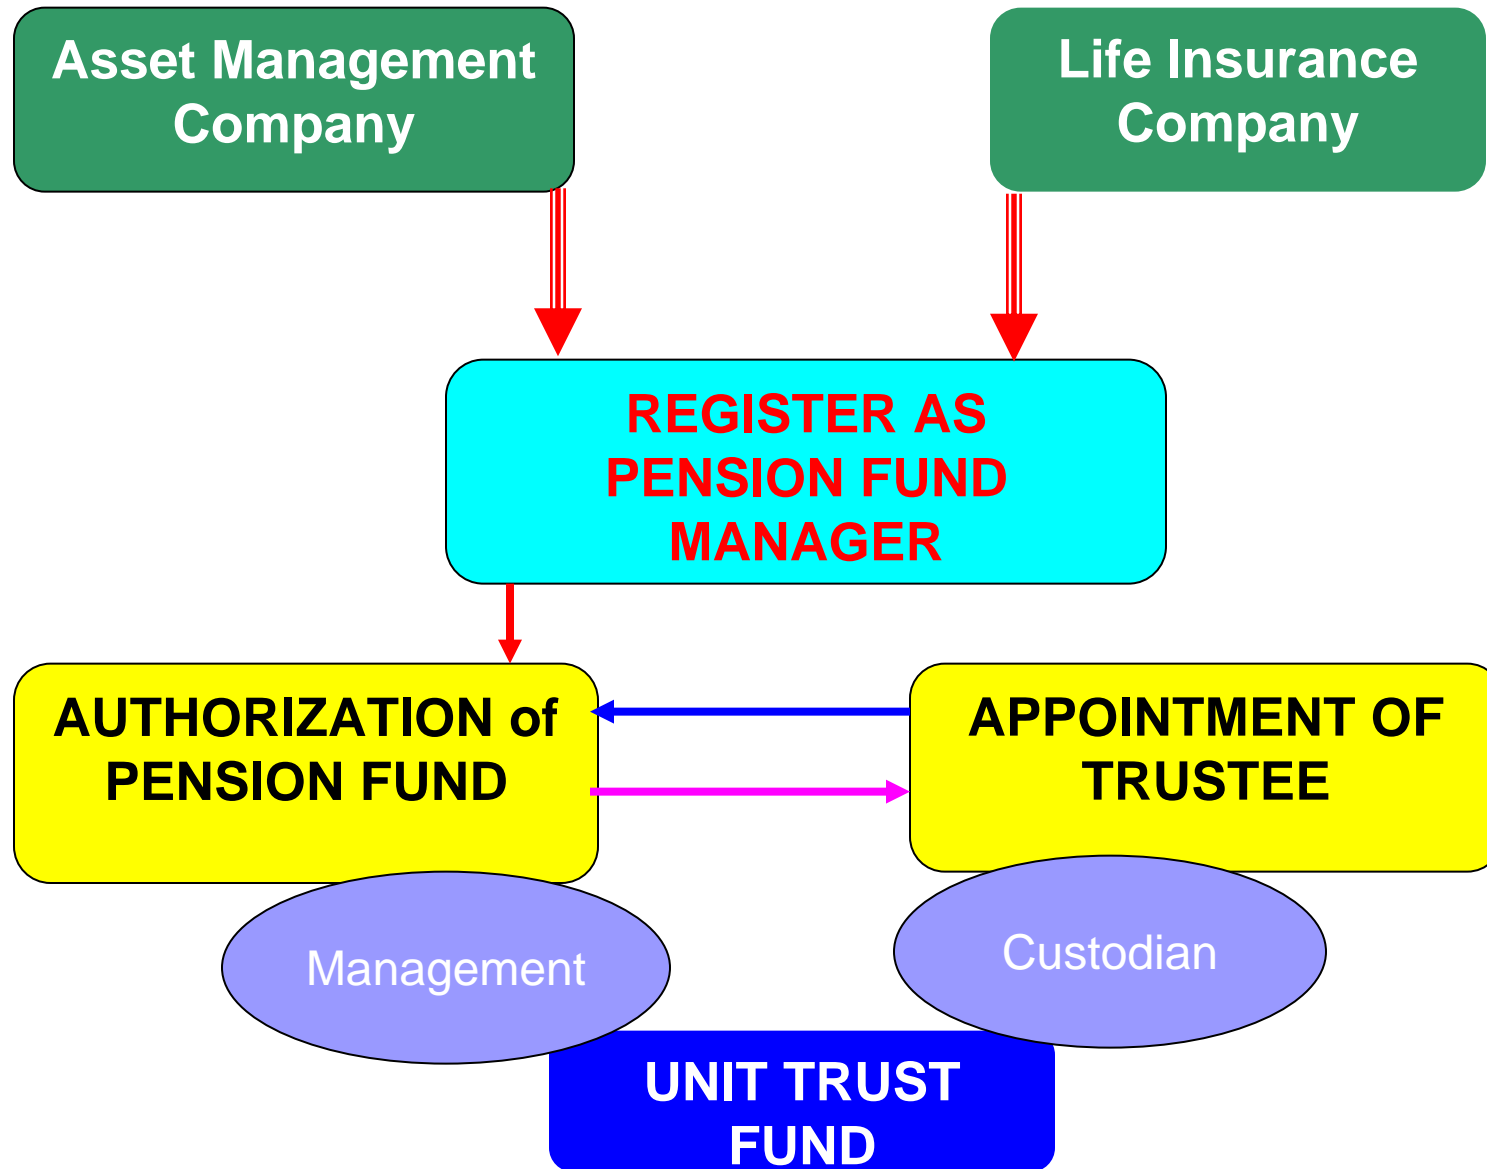 Asset Management
Company
Life Insurance
Company
REGISTER AS
PENSION FUND
MANAGER
AUTHORIZATION of
PENSION FUND
APPOINTMENT OF
TRUSTEE
Management
Custodian
UNIT TRUST
FUND